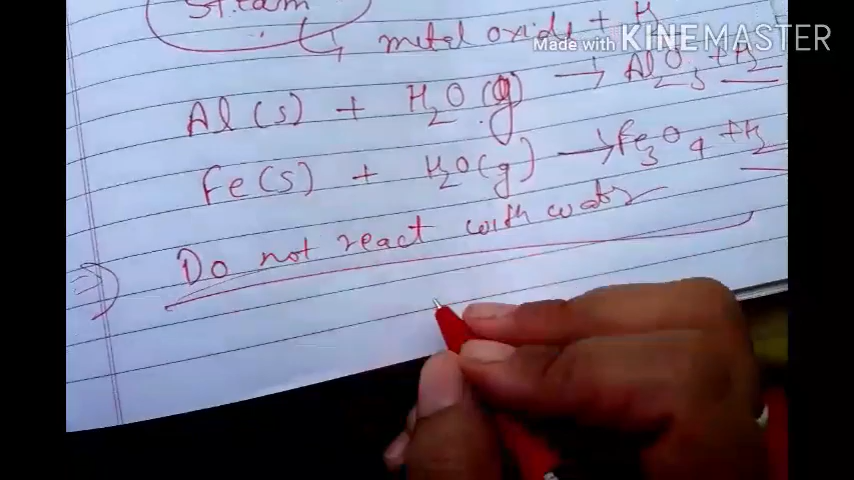 steam
metal oxide + H
Made with KINEMASTER
Al(s) + H2O(g) → Al2O3 + H2
Fe(s) + H2O(g) → Fe3O4 + H2
⇒) Do not react with water